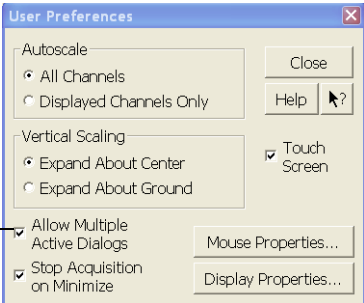 User Preferences
Autoscale
All Channels
Displayed Channels Only
Close
Help
Vertical Scaling
Expand About Center
Expand About Ground
Touch
Screen
Allow Multiple
Active Dialogs
Mouse Properties...
Stop Acquisition
on Minimize
Display Properties...